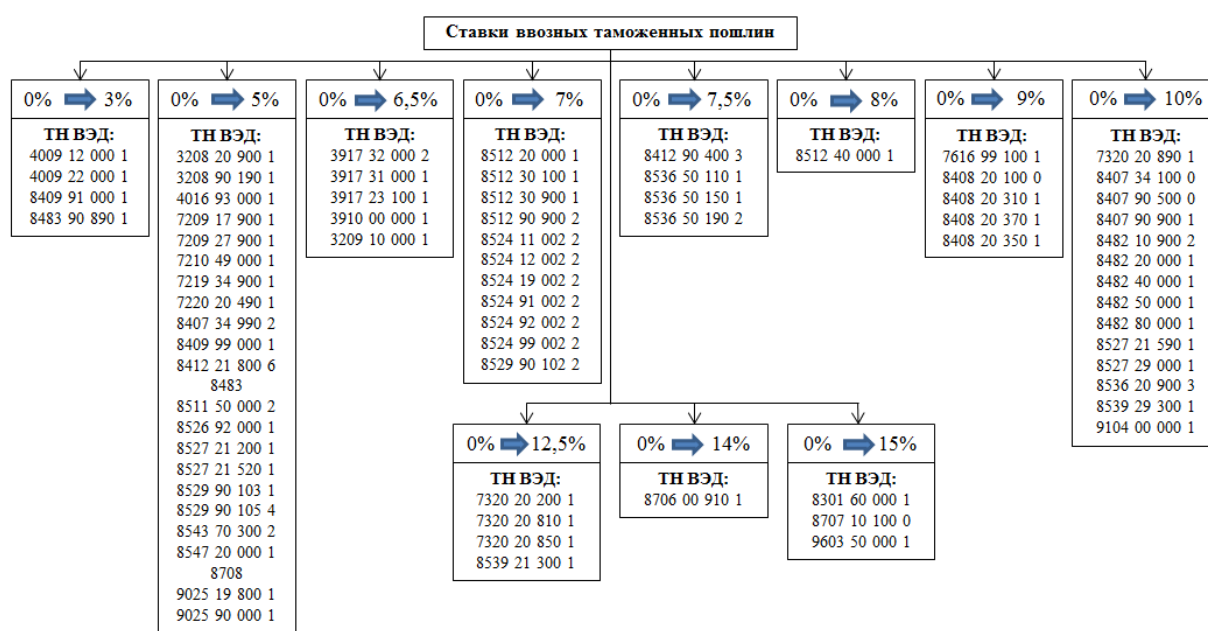 Ставки ввозных таможенных пошлин
0% 3%
ТН ВЭД:
4009 12 000 1
4009 22 000 1
8409 91 000 1
8483 90 890 1
0% 5%
ТН ВЭД:
3208 20 900 1
3208 90 190 1
4016 93 000 1
7209 17 900 1
7209 27 900 1
7210 49 000 1
7219 34 900 1
7220 20 490 1
8407 34 990 2
8409 99 000 1
8412 21 800 6
8483
8511 50 000 2
8526 92 000 1
8527 21 200 1
8527 21 520 1
8529 90 103 1
8529 90 105 4
8543 70 300 2
8547 20 000 1
8708
9025 19 800 1
9025 90 000 1
0% 6,5%
ТН ВЭД:
3917 32 000 2
3917 31 000 1
3917 23 100 1
3910 00 000 1
3209 10 000 1
0% 7%
ТН ВЭД:
8512 20 000 1
8512 30 100 1
8512 30 900 1
8512 90 900 2
8524 11 002 2
8524 12 002 2
8524 19 002 2
8524 91 002 2
8524 92 002 2
8524 99 002 2
8529 90 102 2
0% 7,5%
ТН ВЭД:
8412 90 400 3
8536 50 110 1
8536 50 150 1
8536 50 190 2
0% 8%
ТН ВЭД:
8512 40 000 1
0% 9%
ТН ВЭД:
7616 99 100 1
8408 20 100 0
8408 20 310 1
8408 20 370 1
8408 20 350 1
0% 10%
ТН ВЭД:
7320 20 890 1
8407 34 100 0
8407 90 500 0
8407 90 900 1
8482 10 900 2
8482 20 000 1
8482 40 000 1
8482 50 000 1
8482 80 000 1
8527 21 590 1
8527 29 000 1
8536 20 900 3
8539 29 300 1
9104 00 000 1
0% 12,5%
ТН ВЭД:
7320 20 200 1
7320 20 810 1
7320 20 850 1
8539 21 300 1
0% 14%
ТН ВЭД:
8706 00 910 1
0% 15%
ТН ВЭД:
8301 60 000 1
8707 10 100 0
9603 50 000 1